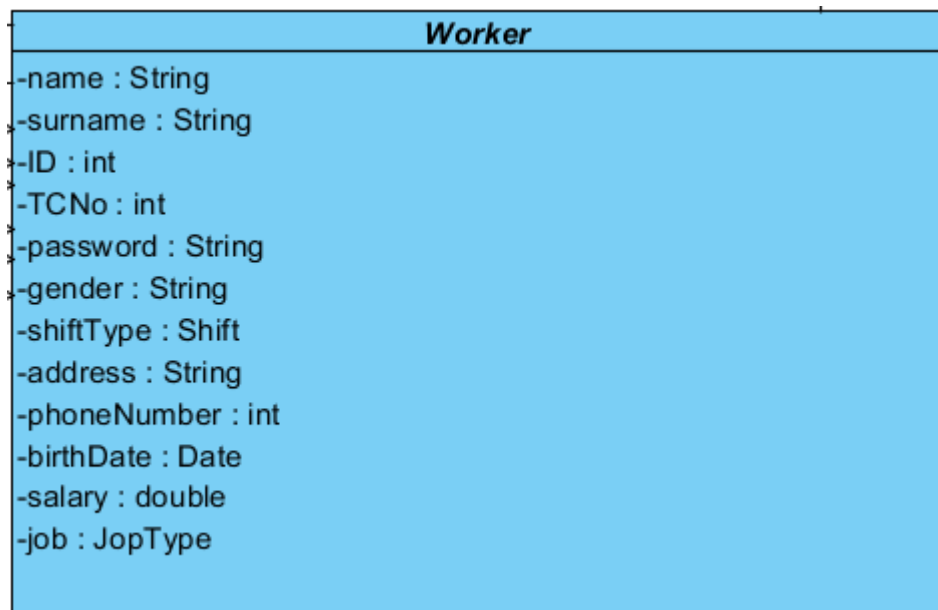 Worker
-name : String
-surname : String
-ID : int
-TCNo : int
-password : String
-gender : String
-shiftType : Shift
-address : String
-phoneNumber : int
-birthDate : Date
-salary : double
-job : JopType